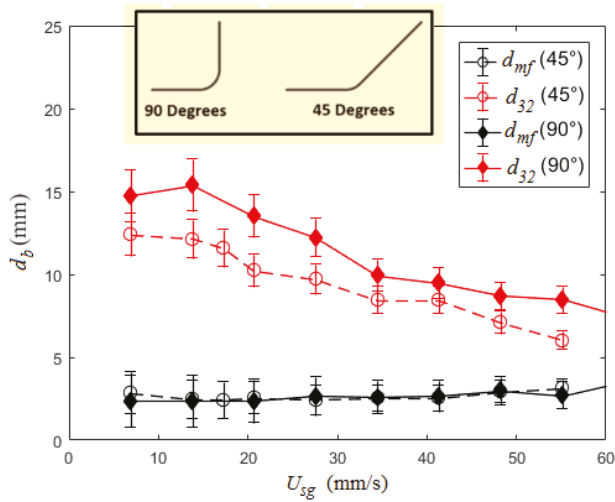 25
20
15
10
5
0
0 10 20 30 40 50 60
d_b (mm)
U_sg (mm/s)
90 Degrees 45 Degrees
d_mf (45°)
d_32 (45°)
d_mf (90°)
d_32 (90°)